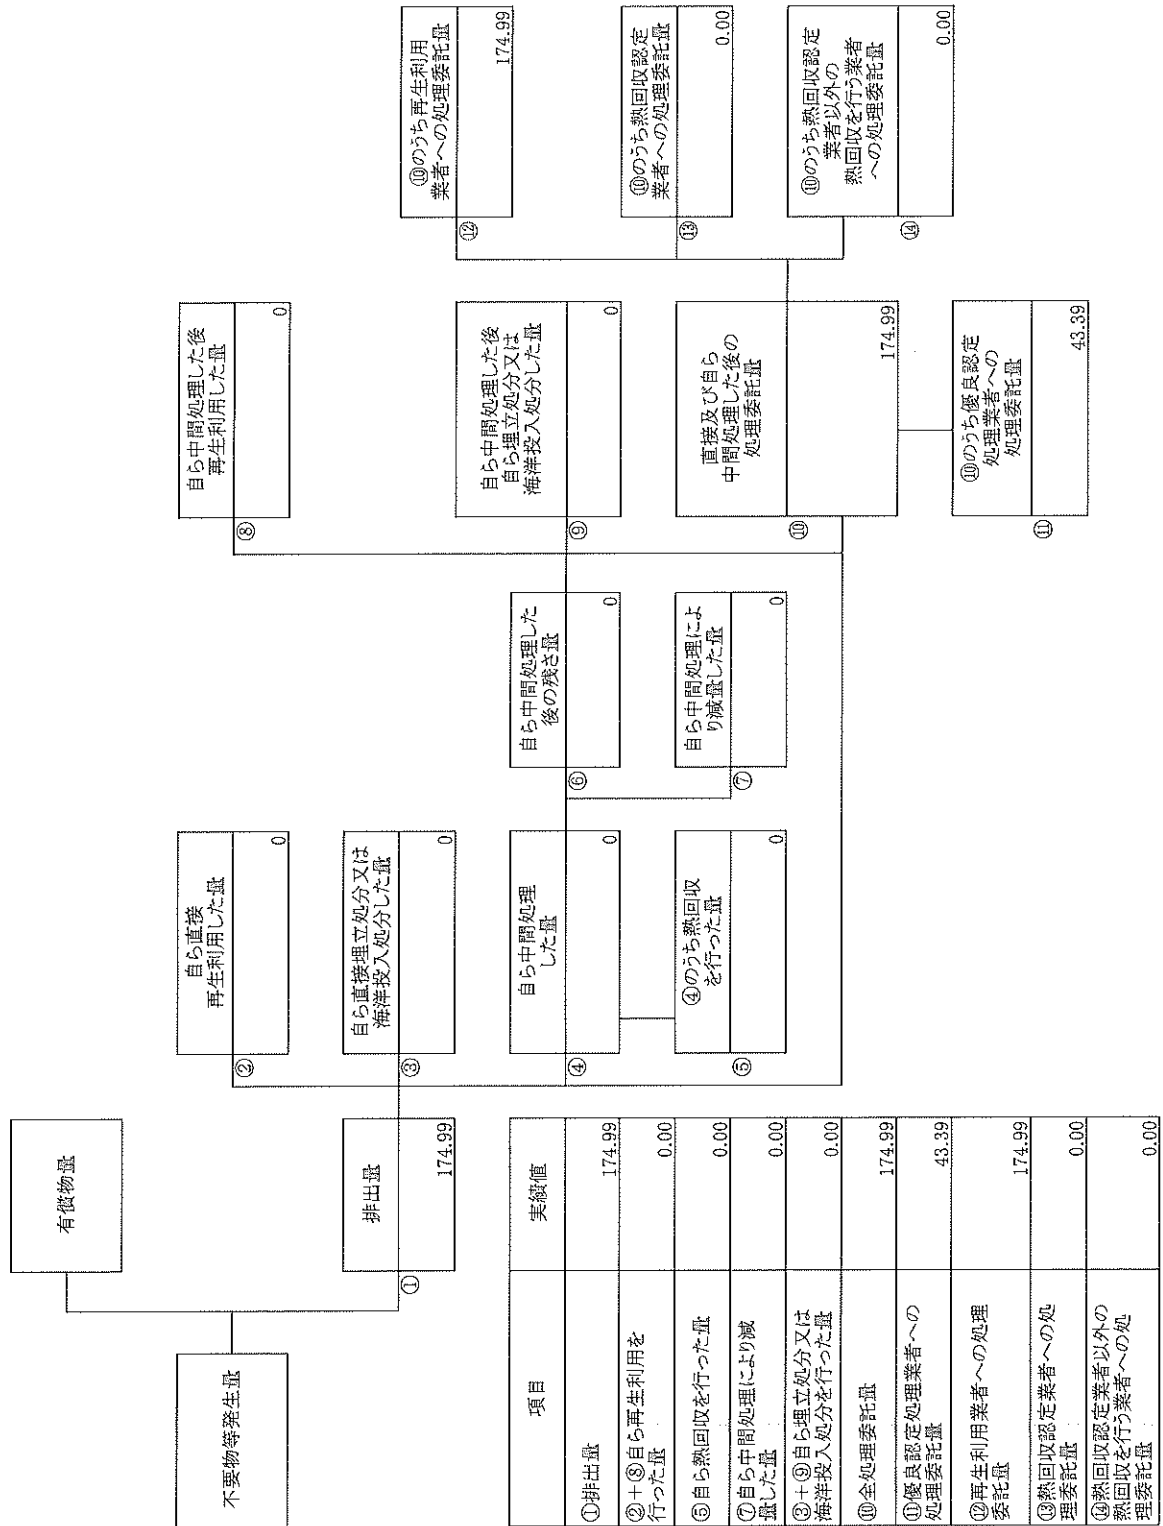 不要物等発生量
有償物量
排出量
①
174.99
自ら直接
再生利用した量
②
0
自ら直接埋立処分又は
海洋投入処分した量
③
0
自ら中間処理
した量
④
0
④のうち熱回収
を行った量
⑤
0
自ら中間処理した
後の残さ量
⑥
0
自ら中間処理によ
り減量した量
⑦
0
自ら中間処理した後
再生利用した量
⑧
0
自ら中間処理した後
自ら埋立処分又は
海洋投入処分した量
⑨
0
直接及び自ら
中間処理した後の
処理委託量
⑩
174.99
⑩のうち優良認定
処理業者への
処理委託量
⑪
43.39
⑩のうち再生利用
業者への処理委託量
⑫
174.99
⑩のうち熱回収認定
業者への処理委託量
⑬
0.00
⑩のうち熱回収認定
業者以外の
熱回収を行う業者
への処理委託量
⑭
0.00
項目 実績値
①排出量 174.99
②+⑧自ら再生利用を
行った量 0.00
⑤自ら熱回収を行った量 0.00
⑦自ら中間処理により減
量した量 0.00
③+⑨自ら埋立処分又は
海洋投入処分を行った量 0.00
⑩全処理委託量 174.99
⑪優良認定処理業者への
処理委託量 43.39
⑫再生利用業者への処理
委託量 174.99
⑬熱回収認定業者への処
理委託量 0.00
⑭熱回収認定業者以外の
熱回収を行う業者への処
理委託量 0.00